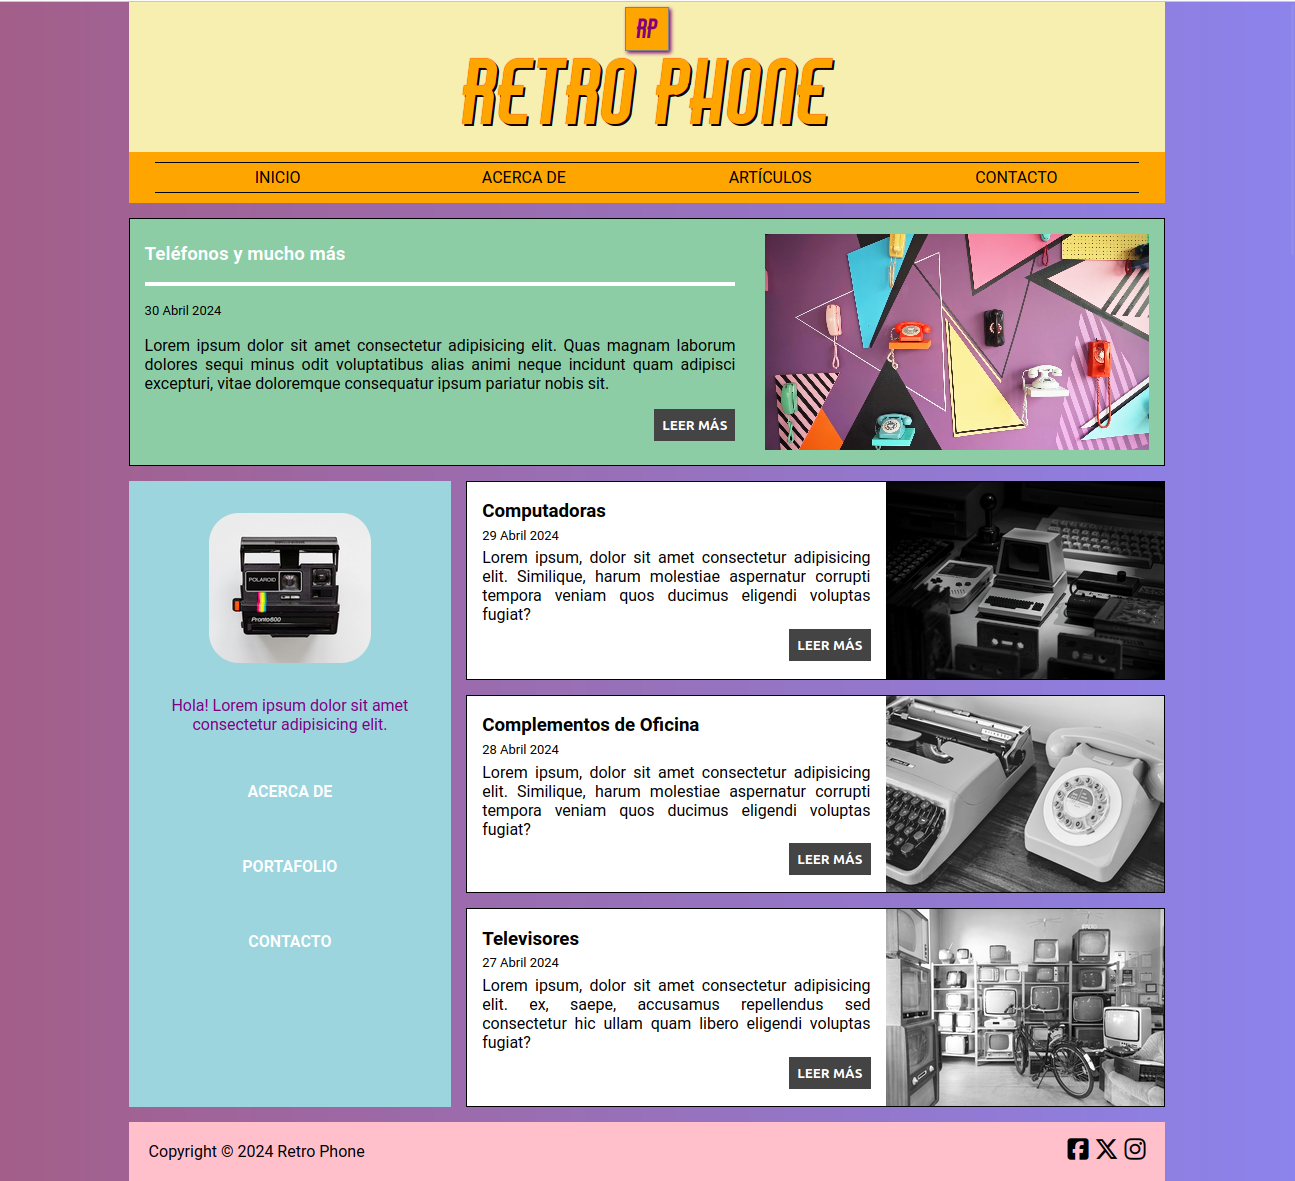 RP
RETRO PHONE
INICIO ACERCA DE ARTÍCULOS CONTACTO
Teléfonos y mucho más
30 Abril 2024
Lorem ipsum dolor sit amet consectetur adipisicing elit. Quas magnam laborum
dolores sequi minus odit voluptatibus alias animi neque incidunt quam adipisci
excepturi, vitae doloremque consequatur ipsum pariatur nobis sit.
LEER MÁS
POLAROID
Pronto600
Hola! Lorem ipsum dolor sit amet
consectetur adipisicing elit.
ACERCA DE
PORTAFOLIO
CONTACTO
Computadoras
29 Abril 2024
Lorem ipsum, dolor sit amet consectetur adipisicing
elit. Similique, harum molestiae aspernatur corrupti
tempora veniam quos ducimus eligendi voluptas
fugiat?
LEER MÁS
Complementos de Oficina
28 Abril 2024
Lorem ipsum, dolor sit amet consectetur adipisicing
elit. Similique, harum molestiae aspernatur corrupti
tempora veniam quos ducimus eligendi voluptas
fugiat?
LEER MÁS
Televisores
27 Abril 2024
Lorem ipsum, dolor sit amet consectetur adipisicing
elit. ex, saepe, accusamus repellendus sed
consectetur hic ullam quam libero eligendi voluptas
fugiat?
LEER MÁS
Copyright © 2024 Retro Phone